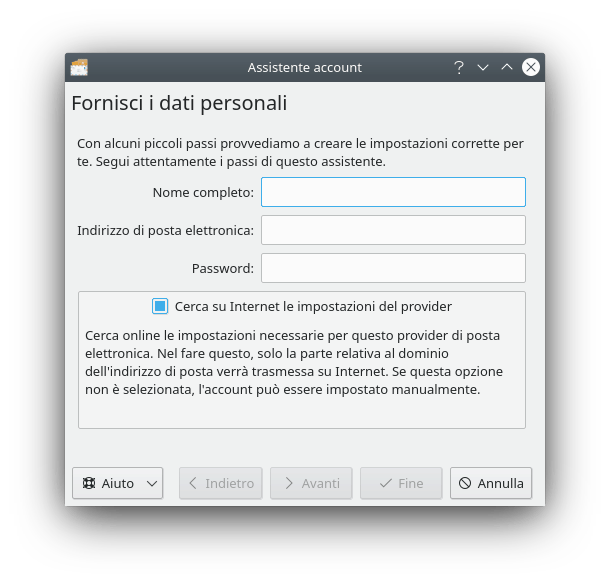 Assistente account
Fornisci i dati personali
Con alcuni piccoli passi provvediamo a creare le impostazioni corrette per
te. Segui attentamente i passi di questo assistente.
Nome completo:
Indirizzo di posta elettronica:
Password:
Cerca su Internet le impostazioni del provider
Cerca online le impostazioni necessarie per questo provider di posta
elettronica. Nel fare questo, solo la parte relativa al dominio
dell'indirizzo di posta verrà trasmessa su Internet. Se questa opzione
non è selezionata, l'account può essere impostato manualmente.
Aiuto Indietro Avanti Fine Annulla